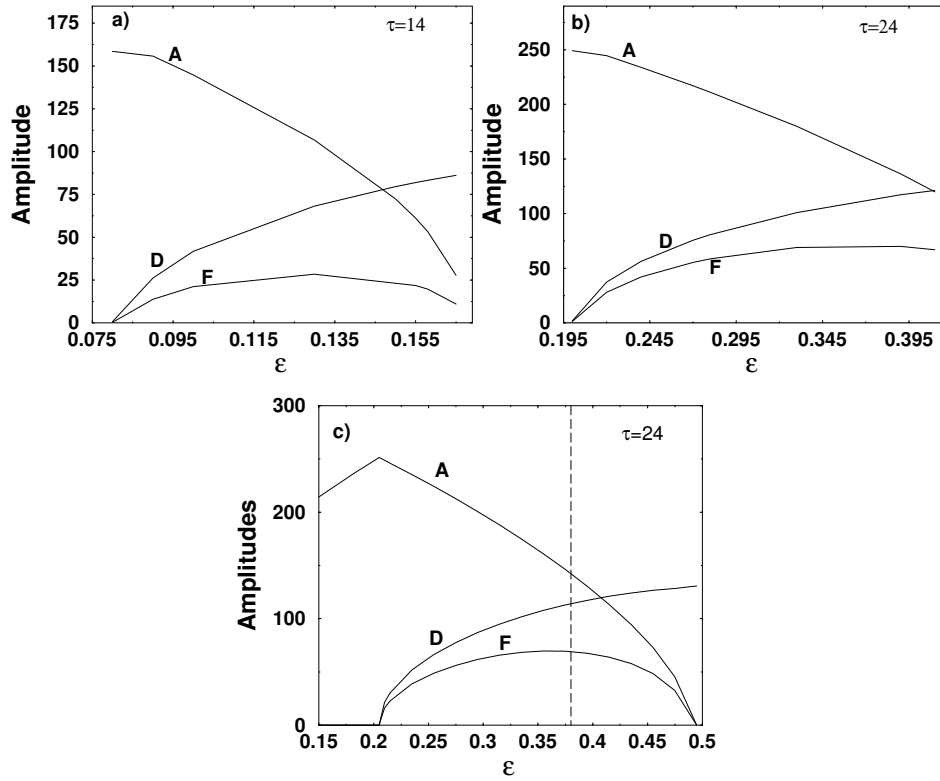 a)
τ=14
175
150
125
100
75
50
25
0
Amplitude
A
D
F
0.075 0.095 0.115 0.135 0.155
ε
b)
τ=24
250
200
150
100
50
0
Amplitude
A
D
F
0.195 0.245 0.295 0.345 0.395
ε
c)
τ=24
300
200
100
0
Amplitudes
A
D
F
0.15 0.2 0.25 0.3 0.35 0.4 0.45 0.5
ε